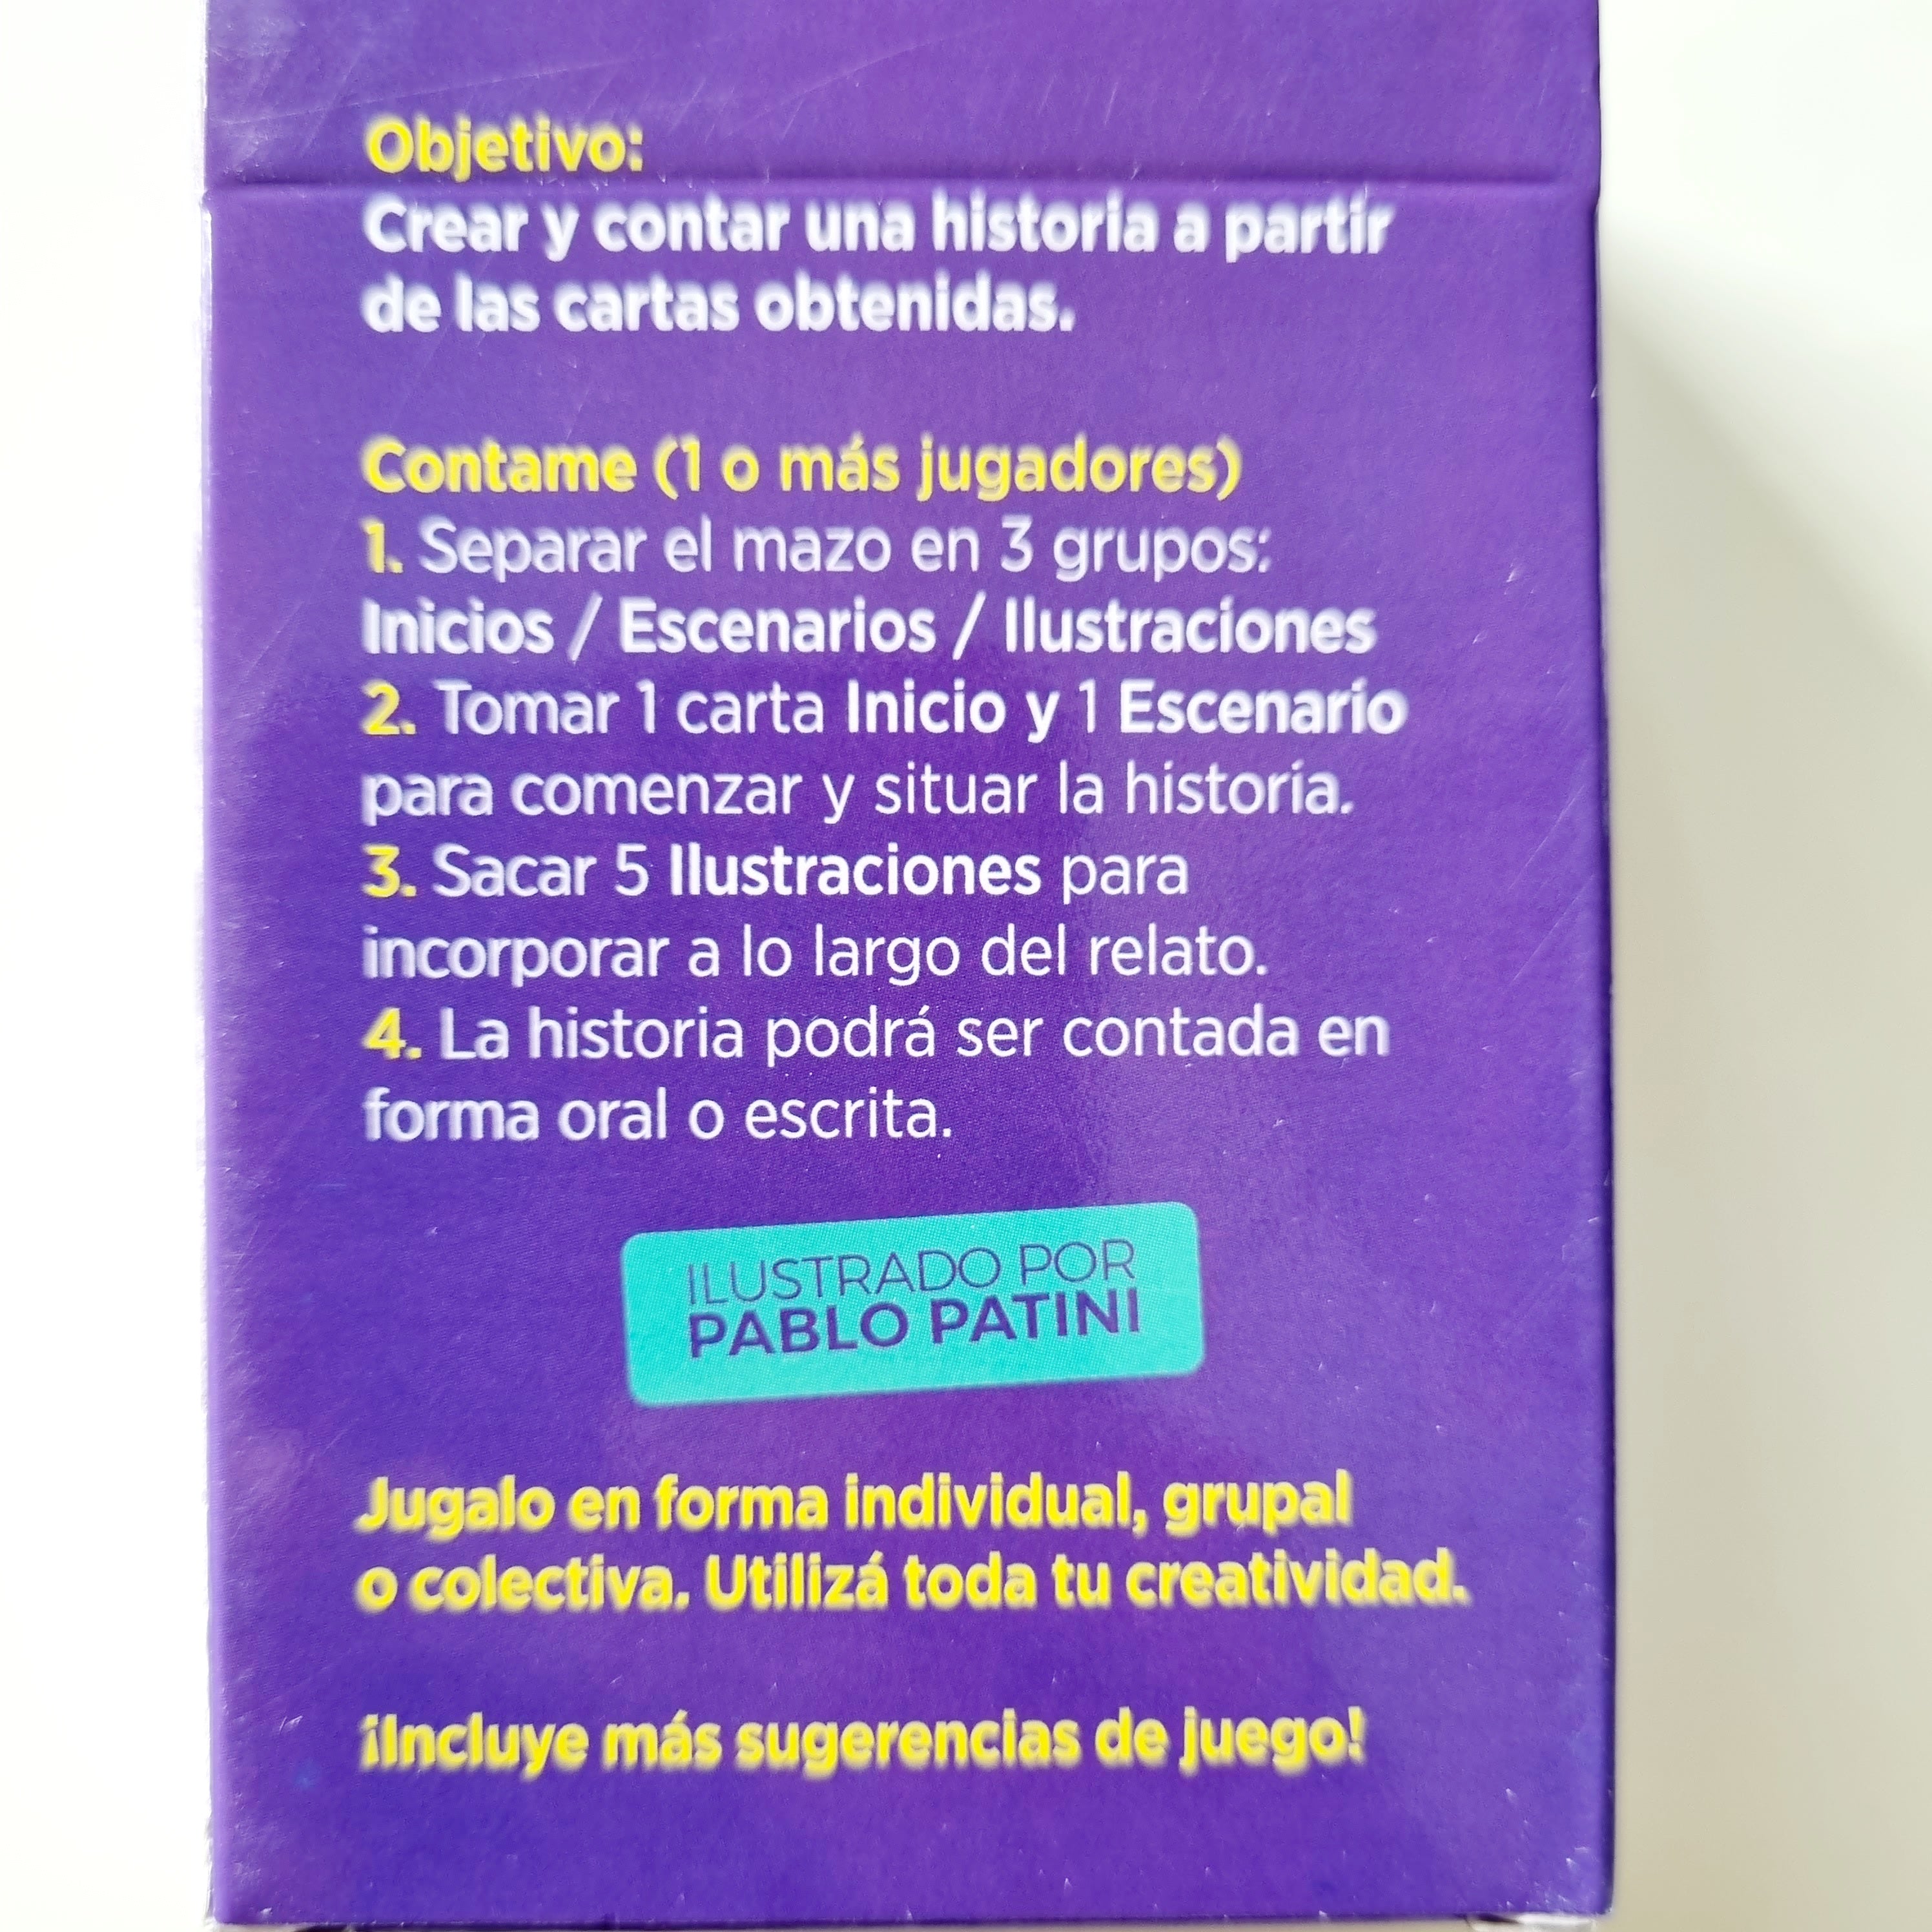 Objetivo:
Crear y contar una historia a partir
de las cartas obtenidas.
Contame (1 o más jugadores)
1. Separar el mazo en 3 grupos:
Inicios / Escenarios / Ilustraciones
2. Tomar 1 carta Inicio y 1 Escenario
para comenzar y situar la historia.
3. Sacar 5 Ilustraciones para
incorporar a lo largo del relato.
4. La historia podrá ser contada en
forma oral o escrita.
ILUSTRADO POR
PABLO PATINI
Jugalo en forma individual, grupal
o colectiva. Utilizá toda tu creatividad.
¡Incluye más sugerencias de juego!